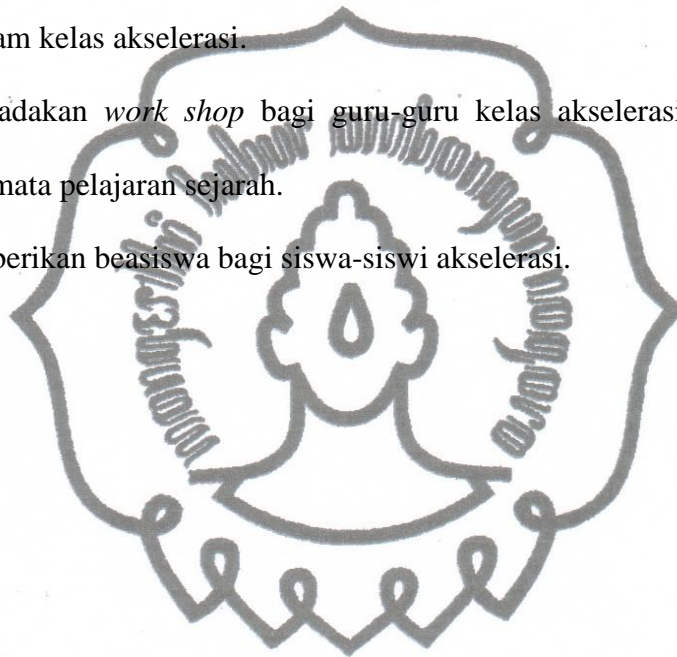 am kelas akselerasi.
adakan work shop bagi guru-guru kelas akselerasi
mata pelajaran sejarah.
berikan beasiswa bagi siswa-siswi akselerasi.